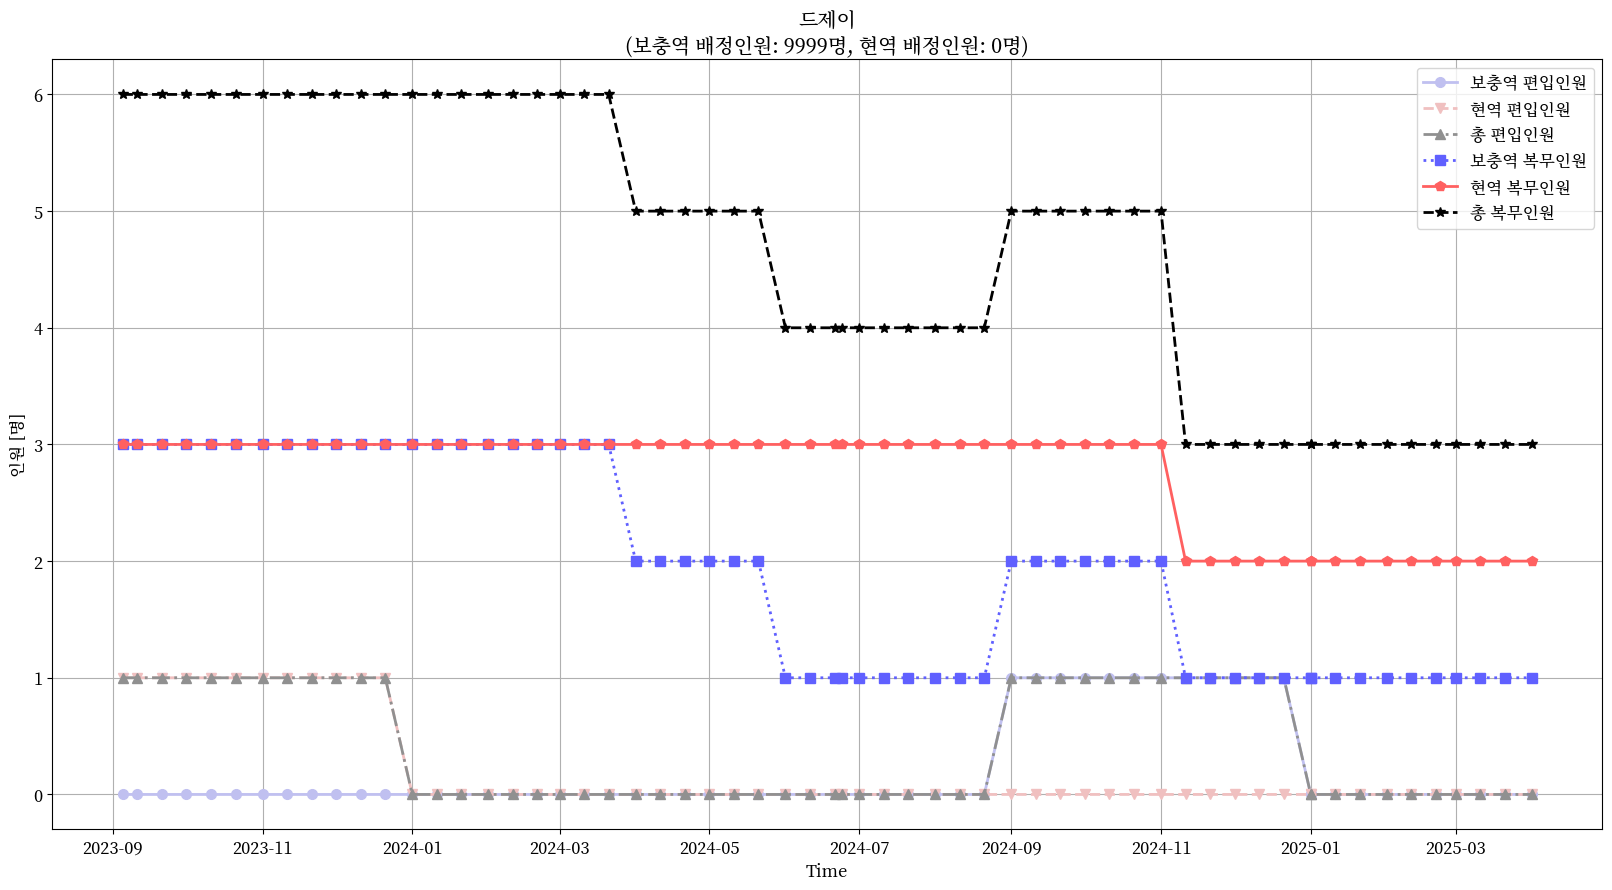 드제이
(보충역 배정인원: 9999명, 현역 배정인원: 0명)
보충역 편입인원
현역 편입인원
총 편입인원
보충역 복무인원
현역 복무인원
총 복무인원
인원 [명]
6
5
4
3
2
1
0
2023-09
2023-11
2024-01
2024-03
2024-05
2024-07
2024-09
2024-11
2025-01
2025-03
Time